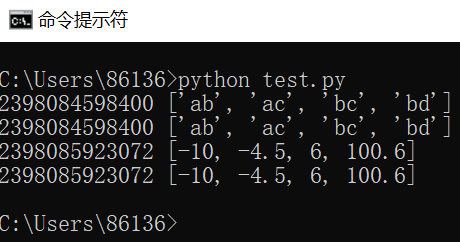 命令提示符
C:\Users\86136>python test.py
2398084598400 ['ab', 'ac', 'bc', 'bd']
2398084598400 ['ab', 'ac', 'bc', 'bd']
2398085923072 [-10, -4.5, 6, 100.6]
2398085923072 [-10, -4.5, 6, 100.6]
C:\Users\86136>